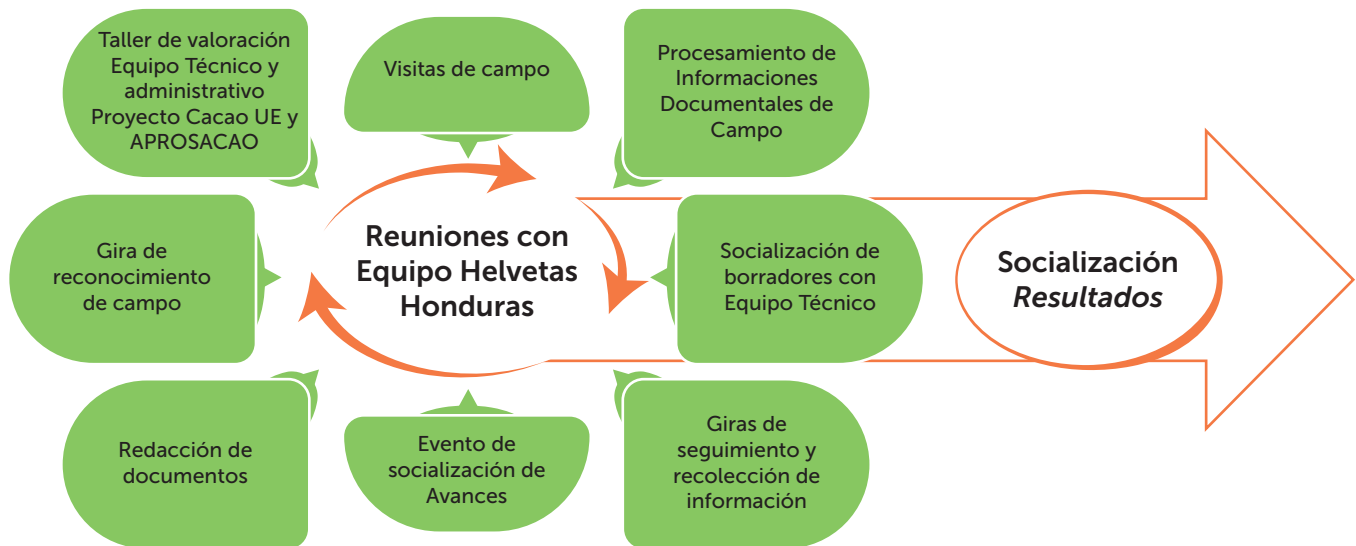 Taller de valoración
Equipo Técnico y
administrativo
Proyecto Cacao UE y
APROSACAO
Visitas de campo
Procesamiento de
Informaciones
Documentales de
Campo
Gira de
reconocimiento
de campo
Reuniones con
Equipo Helvetas
Honduras
Socialización de
borradores con
Equipo Técnico
Socialización
Resultados
Redacción de
documentos
Evento de
socialización de
Avances
Giras de
seguimiento y
recolección de
información